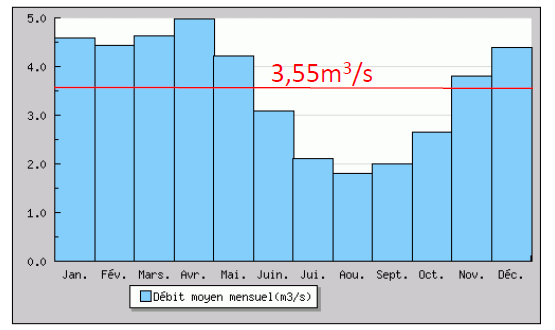 5.0
4.0
3.0
2.0
1.0
0.0
3,55m³/s
Jan. Fév. Mars. Avr. Mai. Juin. Jui. Aou. Sept. Oct. Nov. Déc.
Débit moyen mensuel(m3/s)